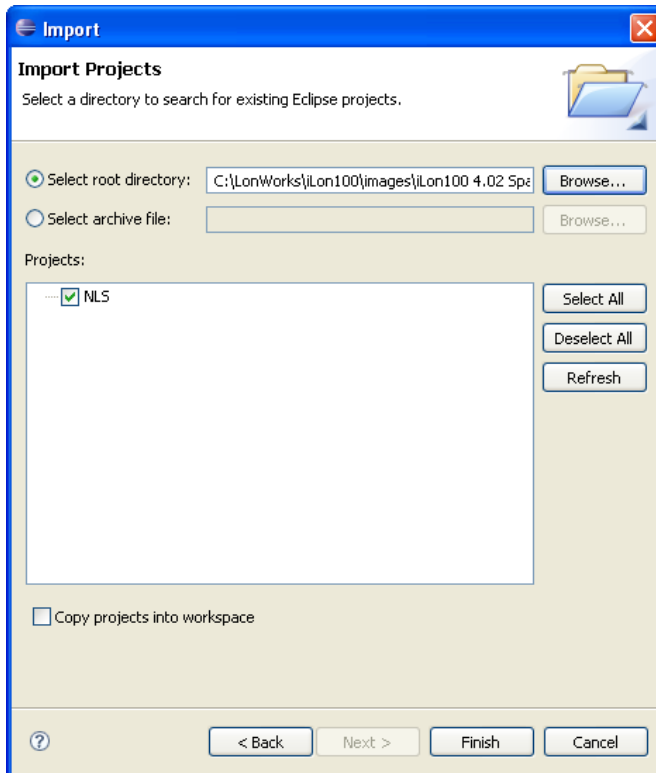 Import
Import Projects
Select a directory to search for existing Eclipse projects.
Select root directory: C:\LonWorks\iLon100\images\iLon100 4.02 Spa Browse...
Select archive file: Browse...
Projects:
NLS
Select All
Deselect All
Refresh
Copy projects into workspace
? < Back Next > Finish Cancel